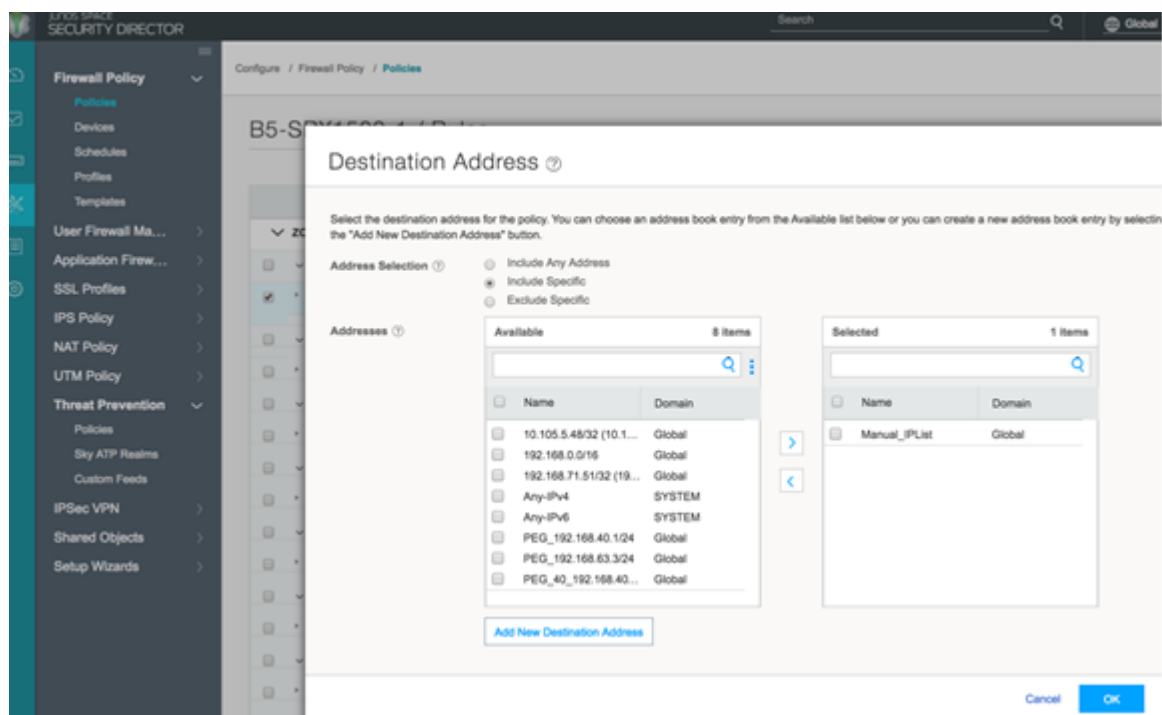 JUNOS SPACE
SECURITY DIRECTOR
Search
Global
Firewall Policy
Policies
Devices
Schedules
Profiles
Templates
User Firewall Ma...
Application Firew...
SSL Profiles
IPS Policy
NAT Policy
UTM Policy
Threat Prevention
Policies
Sky ATP Realms
Custom Feeds
IPSec VPN
Shared Objects
Setup Wizards
Configure / Firewall Policy / Policies
Destination Address
Select the destination address for the policy. You can choose an address book entry from the Available list below or you can create a new address book entry by selectin
the "Add New Destination Address" button.
Address Selection
Include Any Address
Include Specific
Exclude Specific
Addresses
Available 8 items
Name Domain
10.105.5.48/32 (10.1... Global
192.168.0.0/16 Global
192.168.71.51/32 (19... Global
Any-IPv4 SYSTEM
Any-IPv6 SYSTEM
PEG_192.168.40.1/24 Global
PEG_192.168.63.3/24 Global
PEG_40_192.168.40... Global
Selected 1 items
Name Domain
Manual_IPList Global
Add New Destination Address
Cancel OK